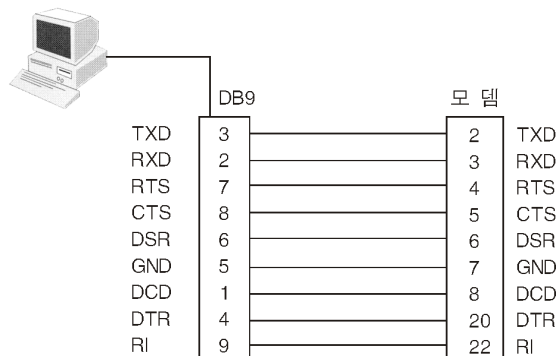 DB9 모 뎀
TXD 3 2 TXD
RXD 2 3 RXD
RTS 7 4 RTS
CTS 8 5 CTS
DSR 6 6 DSR
GND 5 7 GND
DCD 1 8 DCD
DTR 4 20 DTR
RI 9 22 RI